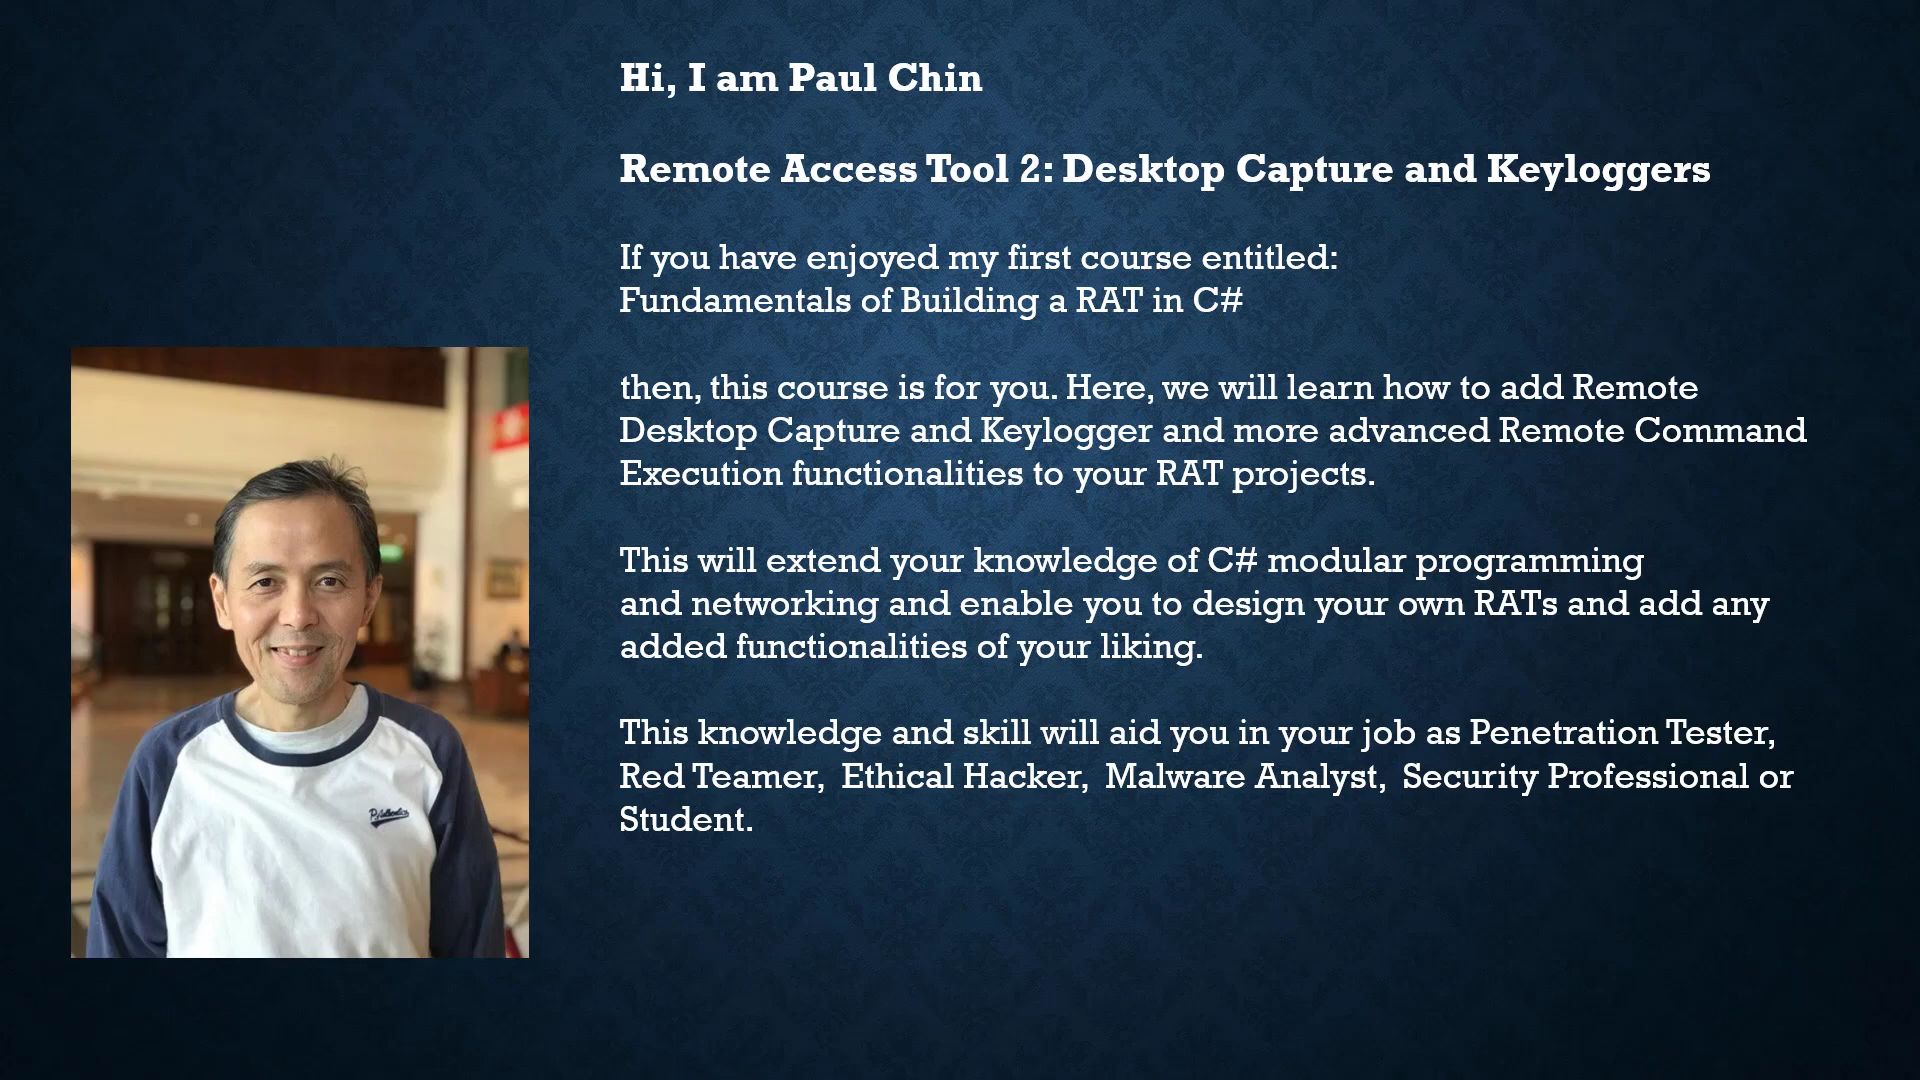 Hi, I am Paul Chin
Remote Access Tool 2: Desktop Capture and Keyloggers
If you have enjoyed my first course entitled:
Fundamentals of Building a RAT in C#
then, this course is for you. Here, we will learn how to add Remote
Desktop Capture and Keylogger and more advanced Remote Command
Execution functionalities to your RAT projects.
This will extend your knowledge of C# modular programming
and networking and enable you to design your own RATs and add any
added functionalities of your liking.
This knowledge and skill will aid you in your job as Penetration Tester,
Red Teamer,  Ethical Hacker,  Malware Analyst,  Security Professional or
Student.